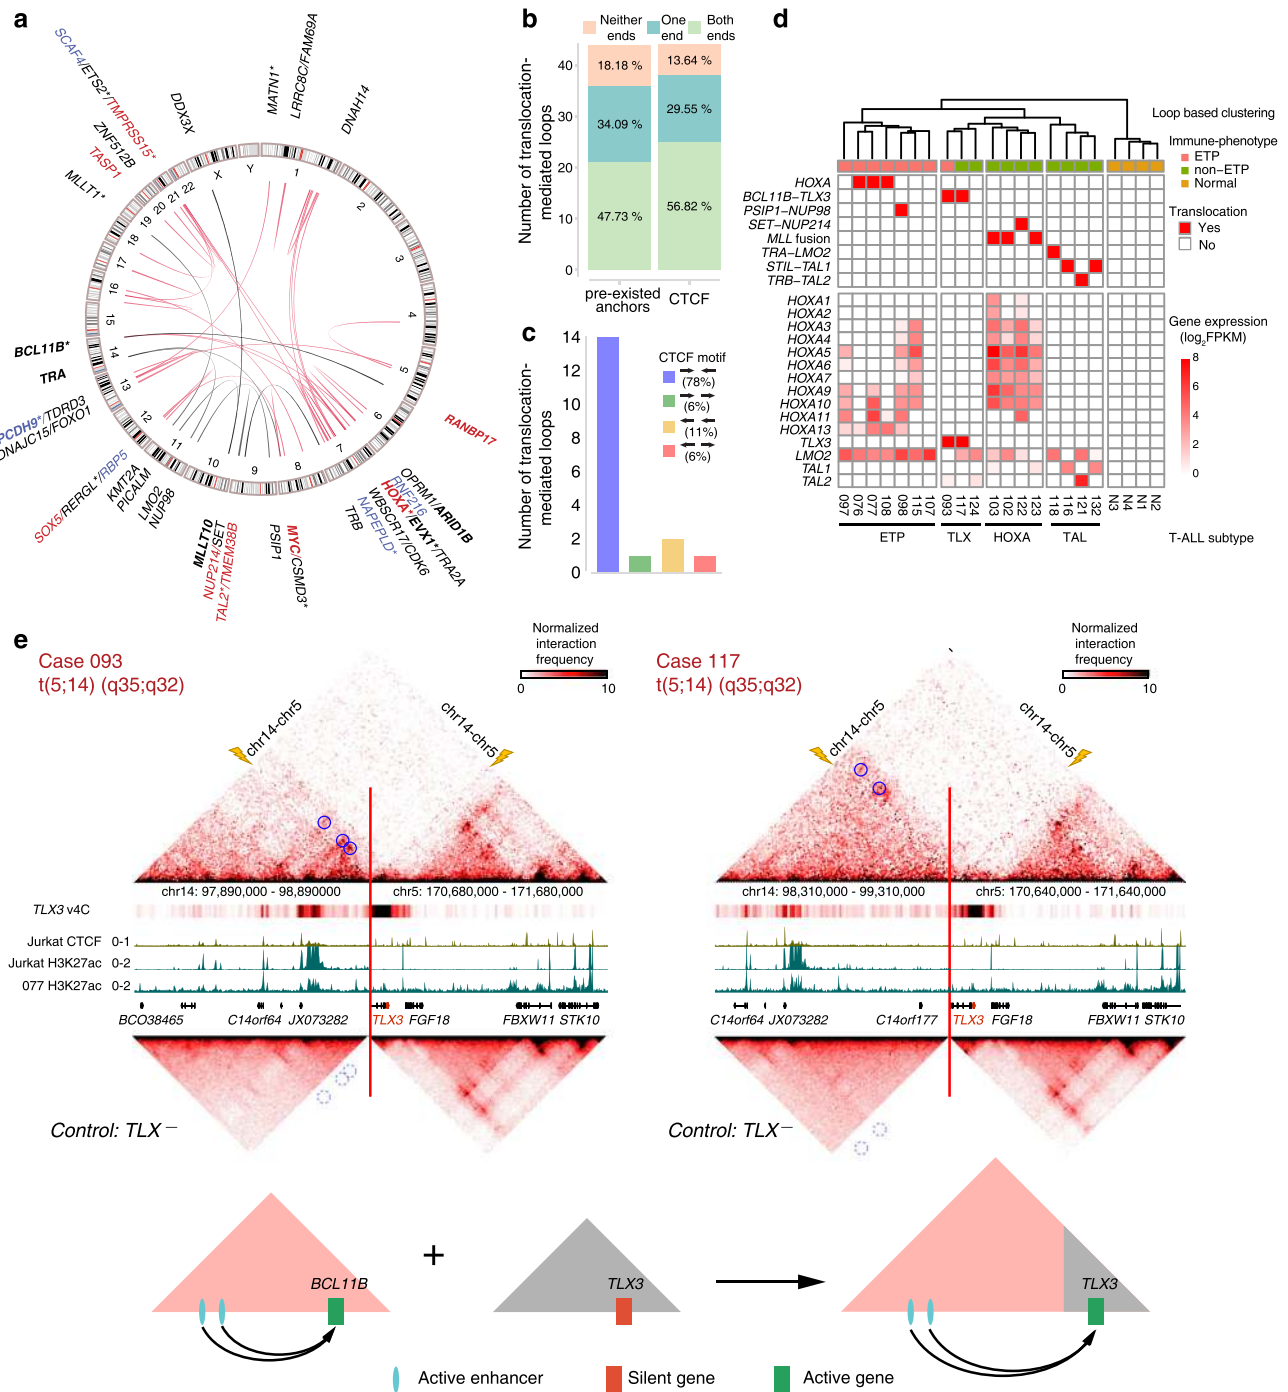 a
SCAF4/ETS2*/TMPRSS15*
ZNF512B
TASP1
MLLT1*
DDX3X
MATN1*
LRRC8C/FAM69A
DNAH14
X
Y
1
2
3
4
5
6
7
8
9
10
11
12
13
14
15
16
17
18
19
20
21
22
BCL11B*
TRA
PCDH9*/TDRD3
DNAJC15/FOXO1
SOX5/RERGL*/RBP5
KMT2A
PICALM
LMO2
NUP98
MLLT10
NUP214/SET
TAL2*/TMEM38B
PSIP1
MYC/CSMD3*
TRB
NAPEPLD*
WBSCR17/CDK6
HOXA*/EVX1*/TRA2A
RNF216
OPRM1/ARID1B
RANBP17
b
Neither ends
One end
Both ends
Number of translocation-mediated loops
40
30
20
10
0
18.18 %
34.09 %
47.73 %
13.64 %
29.55 %
56.82 %
pre-existed anchors
CTCF
c
Number of translocation-mediated loops
14
12
10
8
6
4
2
0
CTCF motif
(78%)
(6%)
(11%)
(6%)
d
Loop based clustering
Immune-phenotype
ETP
non−ETP
Normal
Translocation
Yes
No
Gene expression
(log2FPKM)
8
6
4
2
0
HOXA
BCL11B−TLX3
PSIP1−NUP98
SET−NUP214
MLL fusion
TRA−LMO2
STIL−TAL1
TRB−TAL2
HOXA1
HOXA2
HOXA3
HOXA4
HOXA5
HOXA6
HOXA7
HOXA9
HOXA10
HOXA11
HOXA13
TLX3
LMO2
TAL1
TAL2
097 076 077 108 098 115 107 093 117 124 103 102 122 123 118 116 121 132 N3 N4 N1 N2
ETP TLX HOXA TAL
T-ALL subtype
e
Case 093
t(5;14) (q35;q32)
Normalized
interaction
frequency
0 10
chr14-chr5
chr14-chr5
chr14: 97,890,000 - 98,890000
chr5: 170,680,000 - 171,680,000
TLX3 v4C
Jurkat CTCF 0-1
Jurkat H3K27ac 0-2
077 H3K27ac 0-2
BCO38465 C14orf64 JX073282 TLX3 FGF18 FBXW11 STK10
Control: TLX−
Case 117
t(5;14) (q35;q32)
Normalized
interaction
frequency
0 10
chr14-chr5
chr14-chr5
chr14: 98,310,000 - 99,310,000
chr5: 170,640,000 - 171,640,000
C14orf64 JX073282 C14orf177 TLX3 FGF18 FBXW11 STK10
Control: TLX−
BCL11B
+
TLX3
TLX3
Active enhancer
Silent gene
Active gene